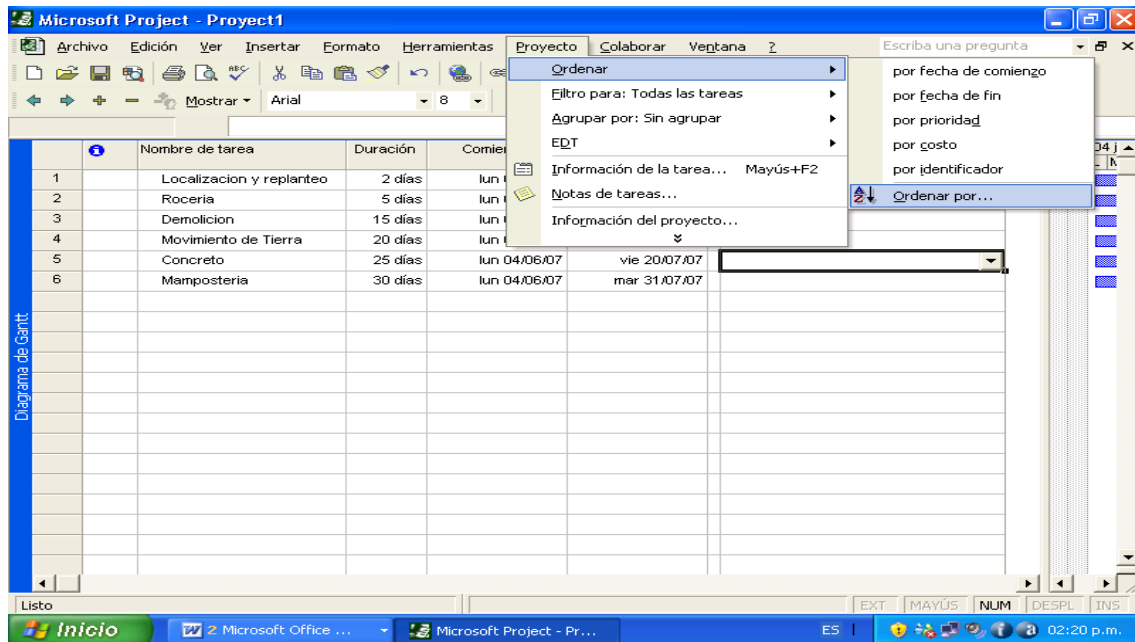 Microsoft Project - Proyect1
Archivo Edición Ver Insertar Formato Herramientas Proyecto Colaborar Ventana ? Escriba una pregunta
Mostrar Arial 8
Ordenar
Filtro para: Todas las tareas
Agrupar por: Sin agrupar
EDT
Información de la tarea... Mayús+F2
Notas de tareas...
Información del proyecto...
por fecha de comienzo
por fecha de fin
por prioridad
por costo
por identificador
Ordenar por...
Nombre de tarea Duración Comien
1 Localizacion y replanteo 2 días lun
2 Roceria 5 días lun
3 Demolicion 15 días lun
4 Movimiento de Tierra 20 días lun
5 Concreto 25 días lun 04/06/07 vie 20/07/07
6 Mamposteria 30 días lun 04/06/07 mar 31/07/07
Diagrama de Gantt
Listo EXT MAYÚS NUM DESPL INS
Inicio 2 Microsoft Office ... Microsoft Project - Pr... ES 02:20 p.m.